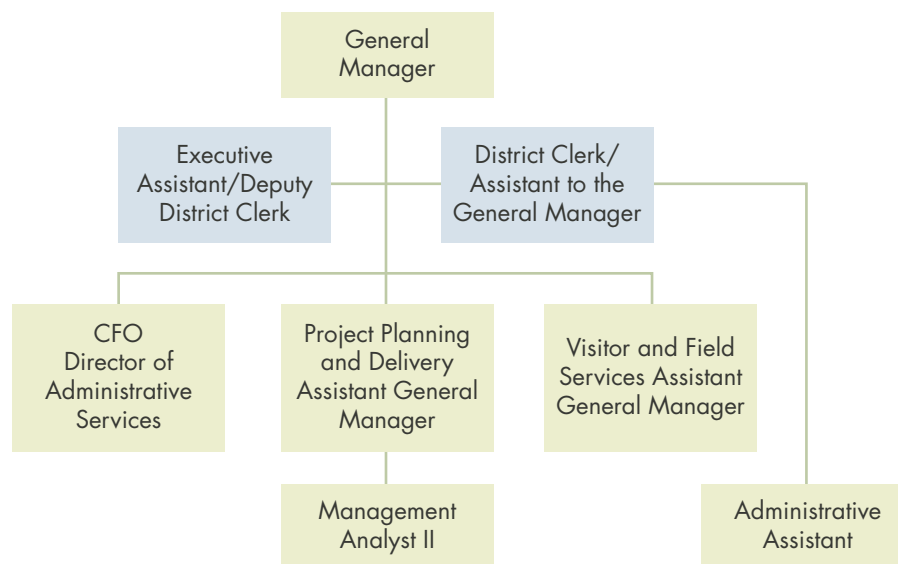 General
Manager
Executive
Assistant/Deputy
District Clerk
District Clerk/
Assistant to the
General Manager
CFO
Director of
Administrative
Services
Project Planning
and Delivery
Assistant General
Manager
Visitor and Field
Services Assistant
General Manager
Management
Analyst II
Administrative
Assistant